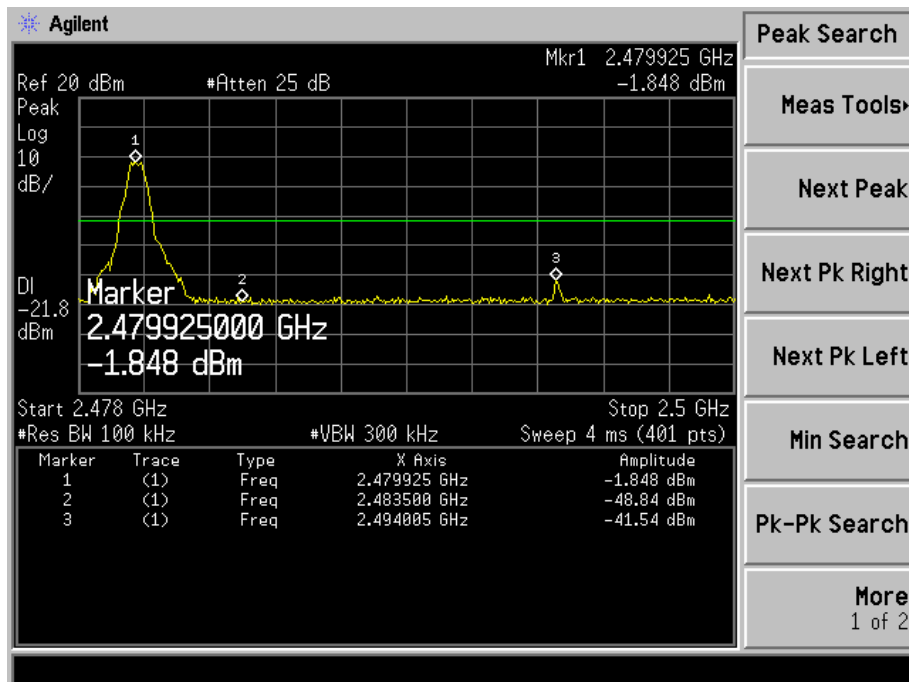 Agilent
Peak Search
Mkr1 2.479925 GHz
Ref 20 dBm #Atten 25 dB -1.848 dBm
Peak
Log
10
dB/
1
2
3
DI
-21.8
dBm
Marker
2.479925000 GHz
-1.848 dBm
Start 2.478 GHz Stop 2.5 GHz
#Res BW 100 kHz #VBW 300 kHz Sweep 4 ms (401 pts)
Marker Trace Type X Axis Amplitude
1 (1) Freq 2.479925 GHz -1.848 dBm
2 (1) Freq 2.483500 GHz -48.84 dBm
3 (1) Freq 2.494005 GHz -41.54 dBm
Meas Tools
Next Peak
Next Pk Right
Next Pk Left
Min Search
Pk-Pk Search
More
1 of 2